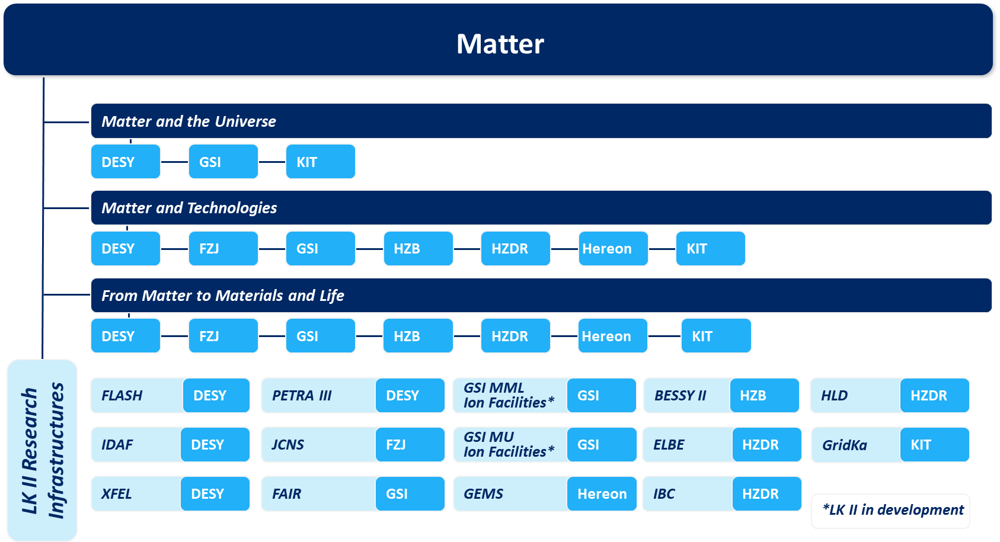 Matter
Matter and the Universe
DESY GSI KIT
Matter and Technologies
DESY FZJ GSI HZB HZDR Hereon KIT
From Matter to Materials and Life
DESY FZJ GSI HZB HZDR Hereon KIT
LK II Research
Infrastructures
FLASH DESY
PETRA III DESY
GSI MML
Ion Facilities* GSI
BESSY II HZB
HLD HZDR
IDAF DESY
JCNS FZJ
GSI MU
Ion Facilities* GSI
ELBE HZDR
GridKa KIT
XFEL DESY
FAIR GSI
GEMS Hereon
IBC HZDR
*LK II in development